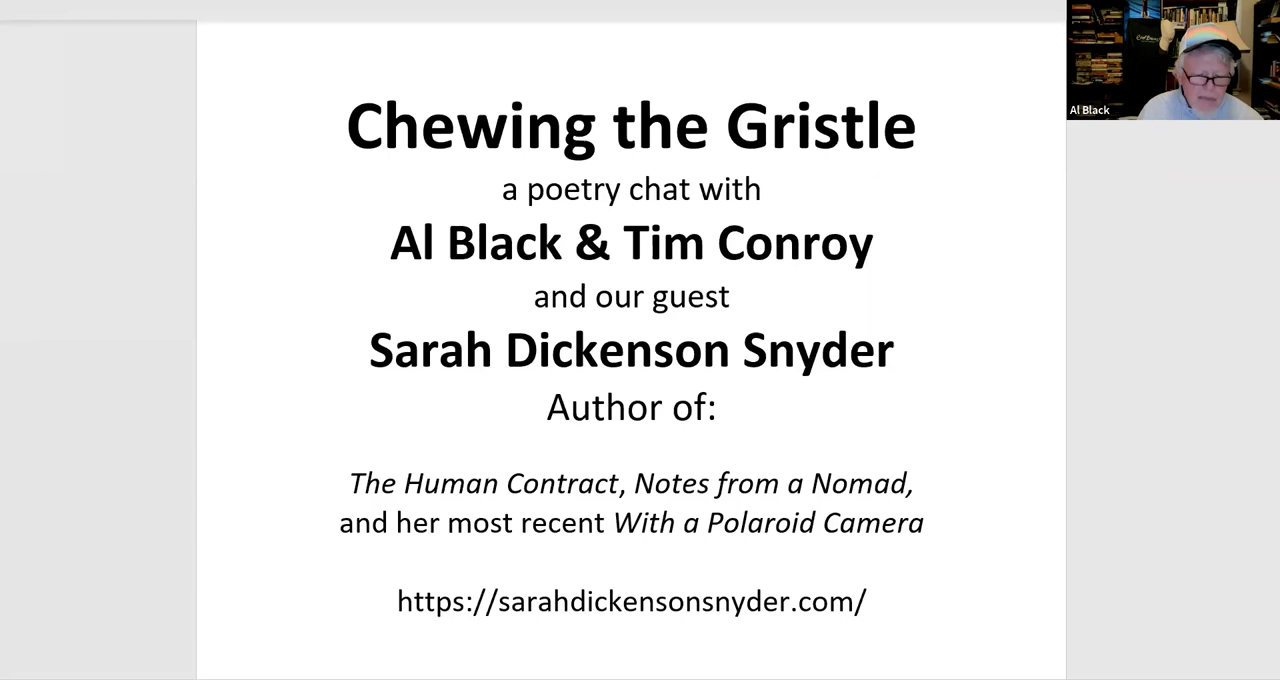 Chewing the Gristle
a poetry chat with
Al Black & Tim Conroy
and our guest
Sarah Dickenson Snyder
Author of:
The Human Contract, Notes from a Nomad,
and her most recent With a Polaroid Camera
https://sarahdickensonsnyder.com/
Al Black